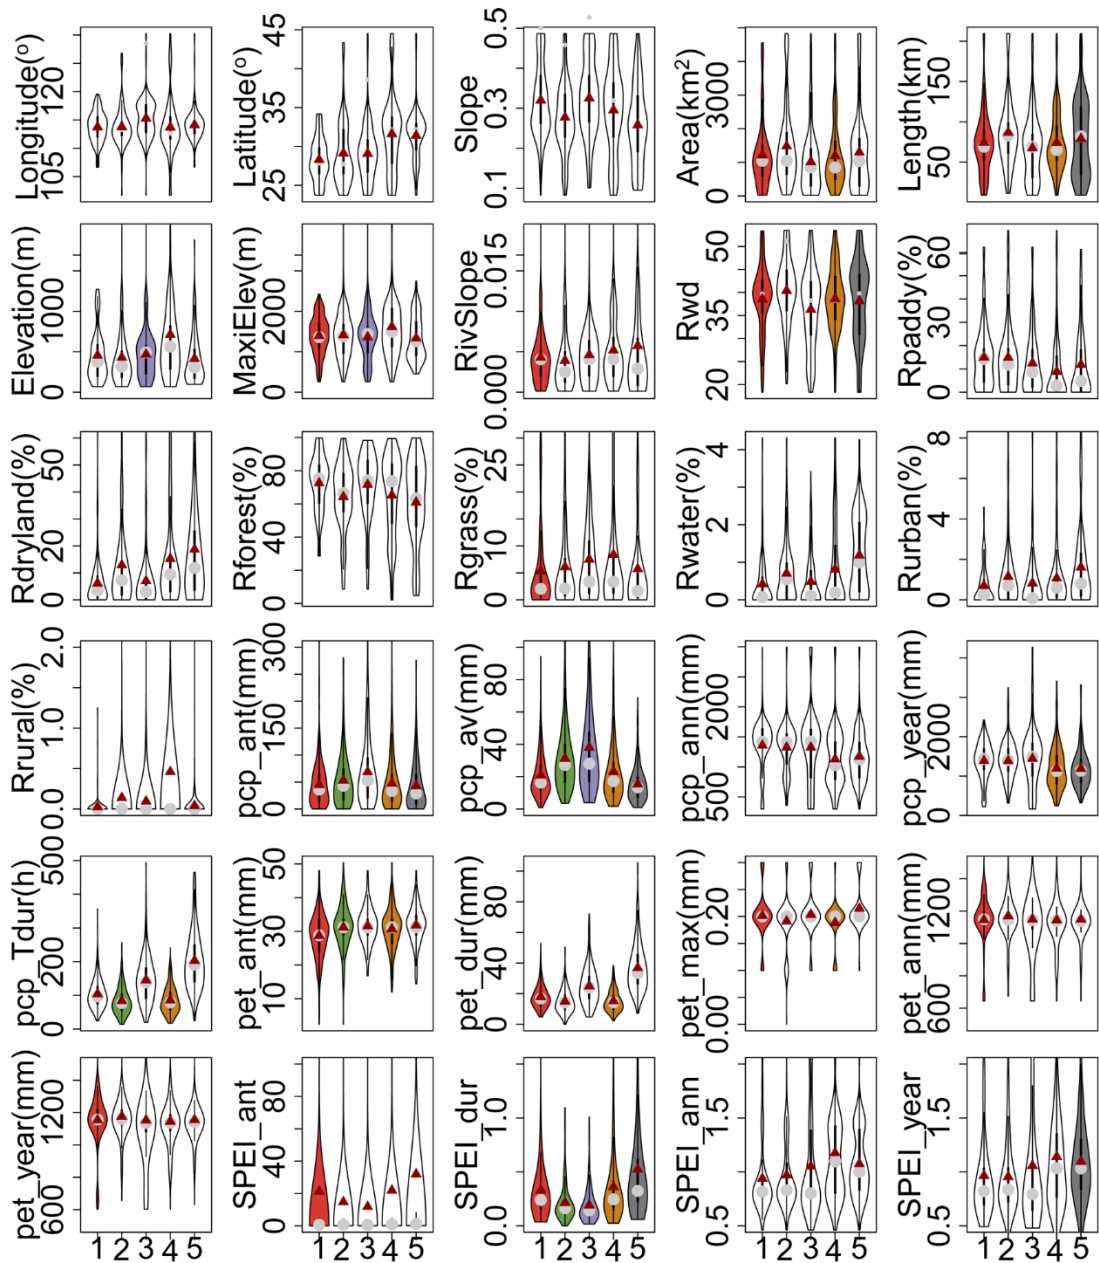 Longitude(o) 105 120
Latitude(o) 25 35 45
Slope 0.1 0.3 0.5
Area(km2) 0 3000
Length(km) 50 150
Elevation(m) 0 1000
MaxiElev(m) 0 2000
RivSlope 0.000 0.015
Rwd 20 35 50
Rpaddy(%) 0 30 60
Rdryland(%) 0 20 50
Rforest(%) 0 40 80
Rgrass(%) 0 10 25
Rwater(%) 0 2 4
Rurban(%) 0 4 8
Rrural(%) 0.0 1.0 2.0
pcp_ant(mm) 0 150 300
pcp_av(mm) 0 40 80
pcp_ann(mm) 500 2000
pcp_year(mm) 0 2000
pcp_Tdur(h) 0 200 500
pet_ant(mm) 10 30 50
pet_dur(mm) 0 40 80
pet_max(mm) 0.00 0.20
pet_ann(mm) 600 1200
pet_year(mm) 600 1200
SPEI_ant 0 40 80
SPEI_dur 0.0 1.0
SPEI_ann 0.5 1.5
SPEI_year 0.5 1.5
1 2 3 4 5
1 2 3 4 5
1 2 3 4 5
1 2 3 4 5
1 2 3 4 5